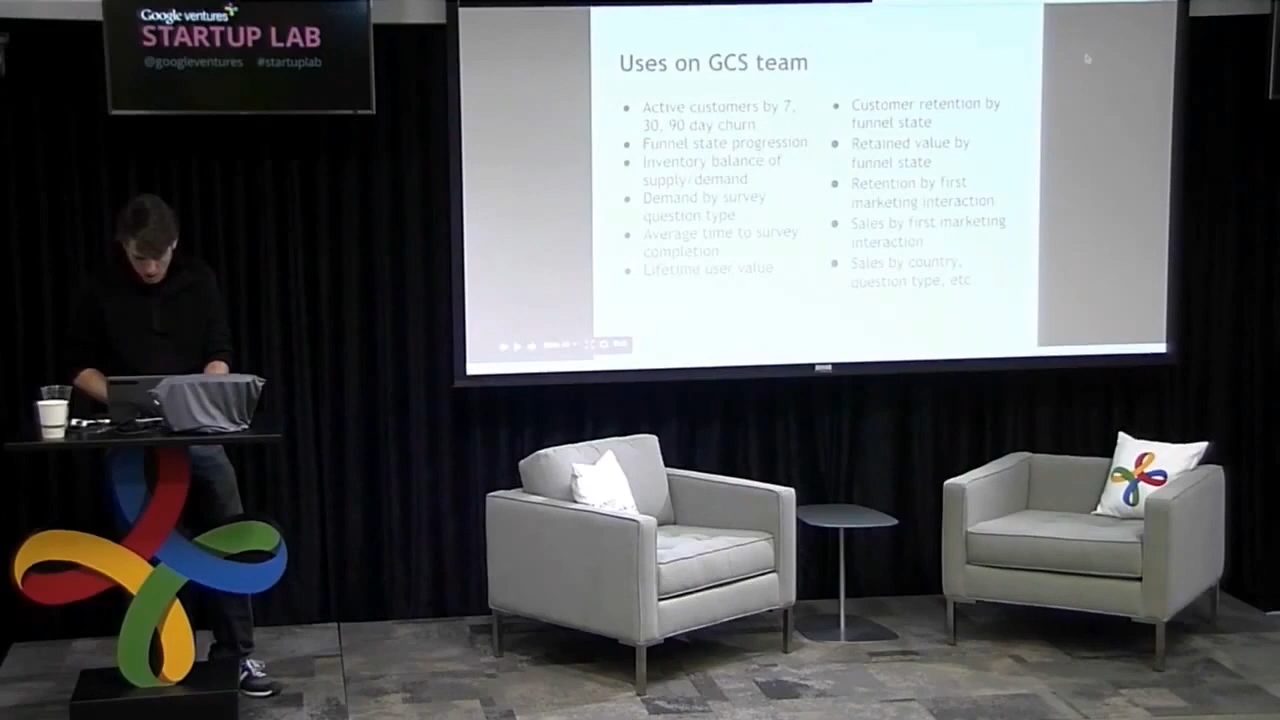 Google ventures
STARTUP LAB
@googleventures #startuplab
Uses on GCS team
● Active customers by 7,
30, 90 day churn
● Funnel state progression
● Inventory balance of
supply/demand
● Demand by survey
question type
● Average time to survey
completion
● Lifetime user value
● Customer retention by
funnel state
● Retained value by
funnel state
● Retention by first
marketing interaction
● Sales by first marketing
interaction
● Sales by country,
question type, etc